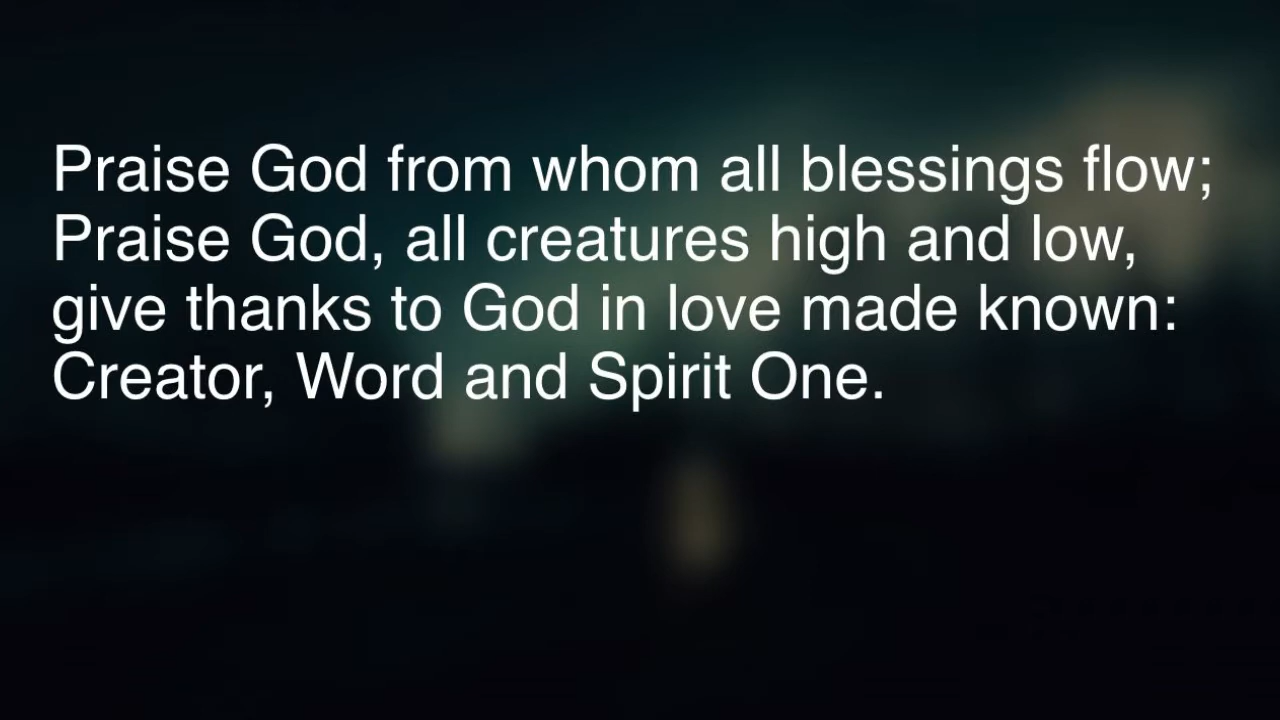 Praise God from whom all blessings flow;
Praise God, all creatures high and low,
give thanks to God in love made known:
Creator, Word and Spirit One.